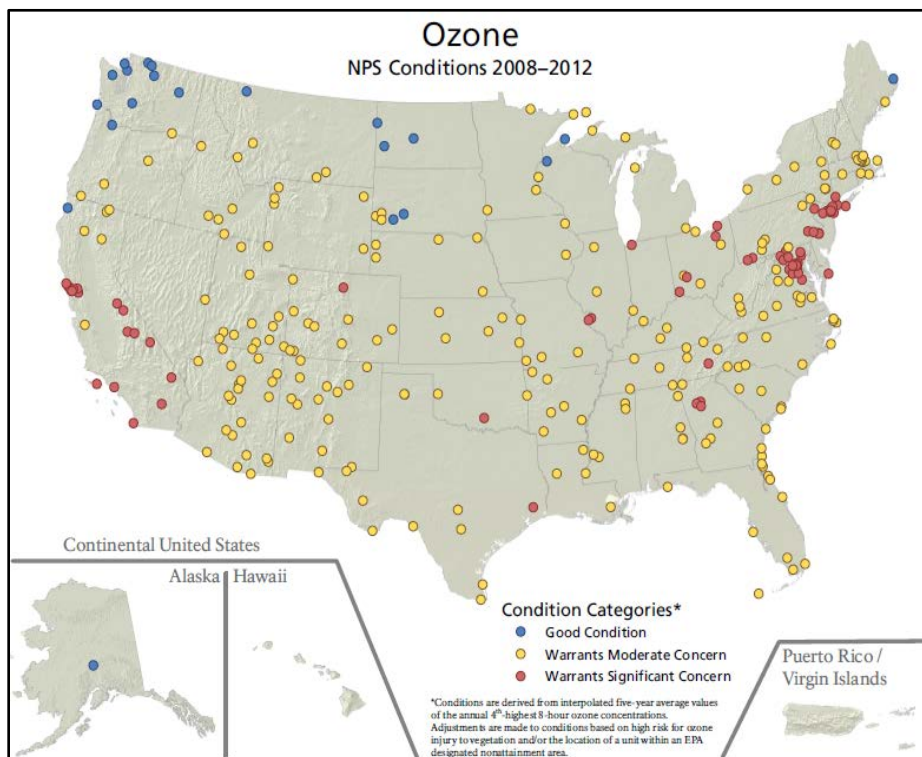 Ozone
NPS Conditions 2008–2012
Continental United States
Alaska
Hawaii
Condition Categories*
Good Condition
Warrants Moderate Concern
Warrants Significant Concern
*Conditions are derived from interpolated five-year average values
of the annual 4th-highest 8-hour ozone concentrations.
Adjustments are made to conditions based on high risk for ozone
injury to vegetation and/or the location of a unit within an EPA
designated nonattainment area.
Puerto Rico /
Virgin Islands